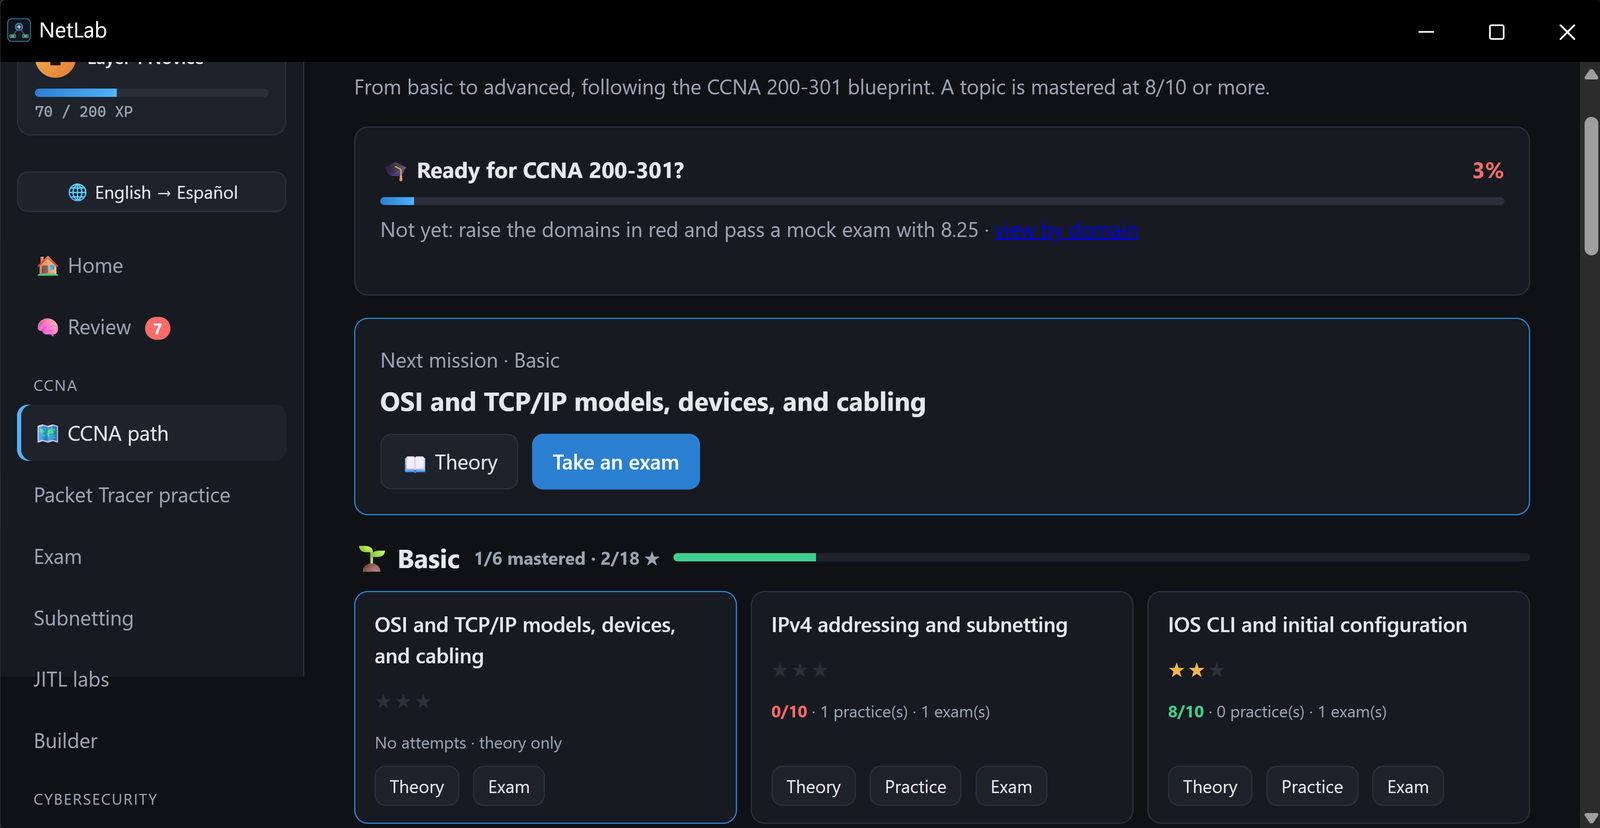 NetLab
Layer 1 Novice
70 / 200 XP
English → Español
Home
Review 7
CCNA
CCNA path
Packet Tracer practice
Exam
Subnetting
JITL labs
Builder
CYBERSECURITY
From basic to advanced, following the CCNA 200-301 blueprint. A topic is mastered at 8/10 or more.
Ready for CCNA 200-301? 3%
Not yet: raise the domains in red and pass a mock exam with 8.25 · view by domain
Next mission · Basic
OSI and TCP/IP models, devices, and cabling
Theory Take an exam
Basic 1/6 mastered · 2/18 ★
OSI and TCP/IP models, devices,
and cabling
★★★
No attempts · theory only
Theory Exam
IPv4 addressing and subnetting
★★★
0/10 · 1 practice(s) · 1 exam(s)
Theory Practice Exam
IOS CLI and initial configuration
★★★
8/10 · 0 practice(s) · 1 exam(s)
Theory Practice Exam